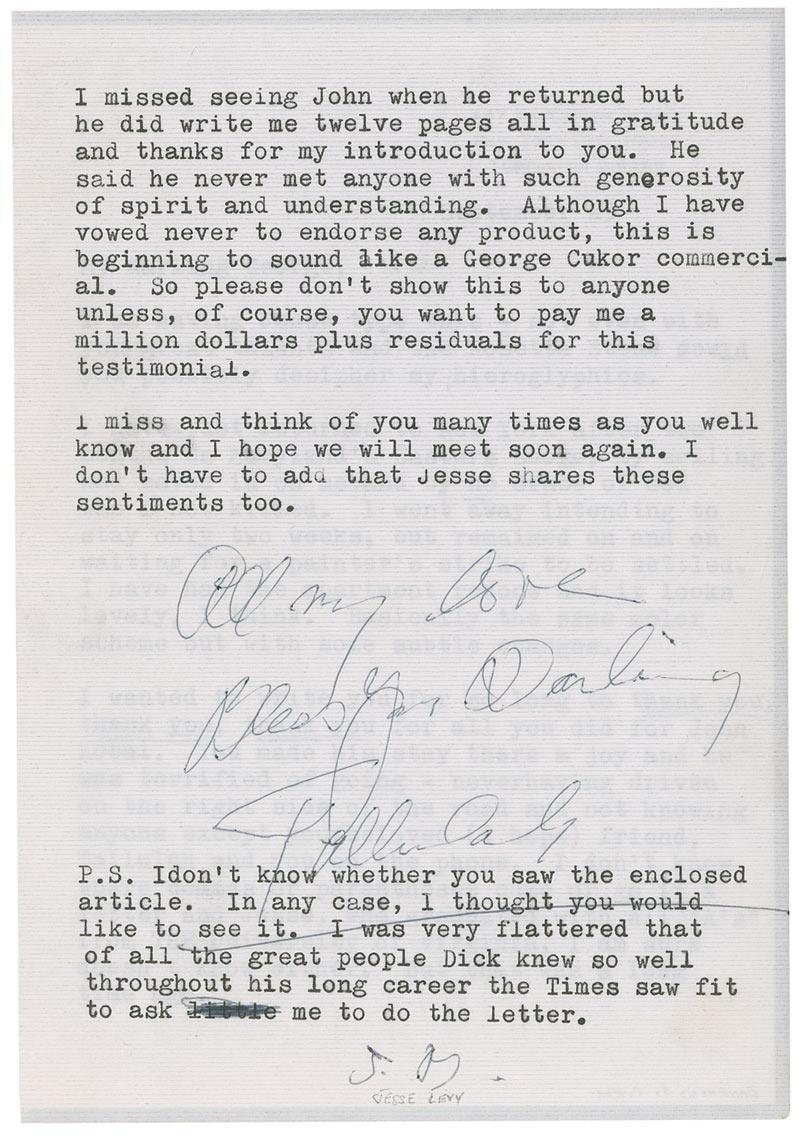 I missed seeing John when he returned but
he did write me twelve pages all in gratitude
and thanks for my introduction to you.  He
said he never met anyone with such generosity
of spirit and understanding.  Although I have
vowed never to endorse any product, this is
beginning to sound like a George Cukor commerci-
al.  So please don't show this to anyone
unless, of course, you want to pay me a
million dollars plus residuals for this
testimonial.
I miss and think of you many times as you well
know and I hope we will meet soon again. I
don't have to add that Jesse shares these
sentiments too.
All my love
Bless you Darling
Tallulah
P.S. Idon't know whether you saw the enclosed
article.  In any case, I thought you would
like to see it.  I was very flattered that
of all the great people Dick knew so well
throughout his long career the Times saw fit
to ask little me to do the letter.
JESSE LEVY